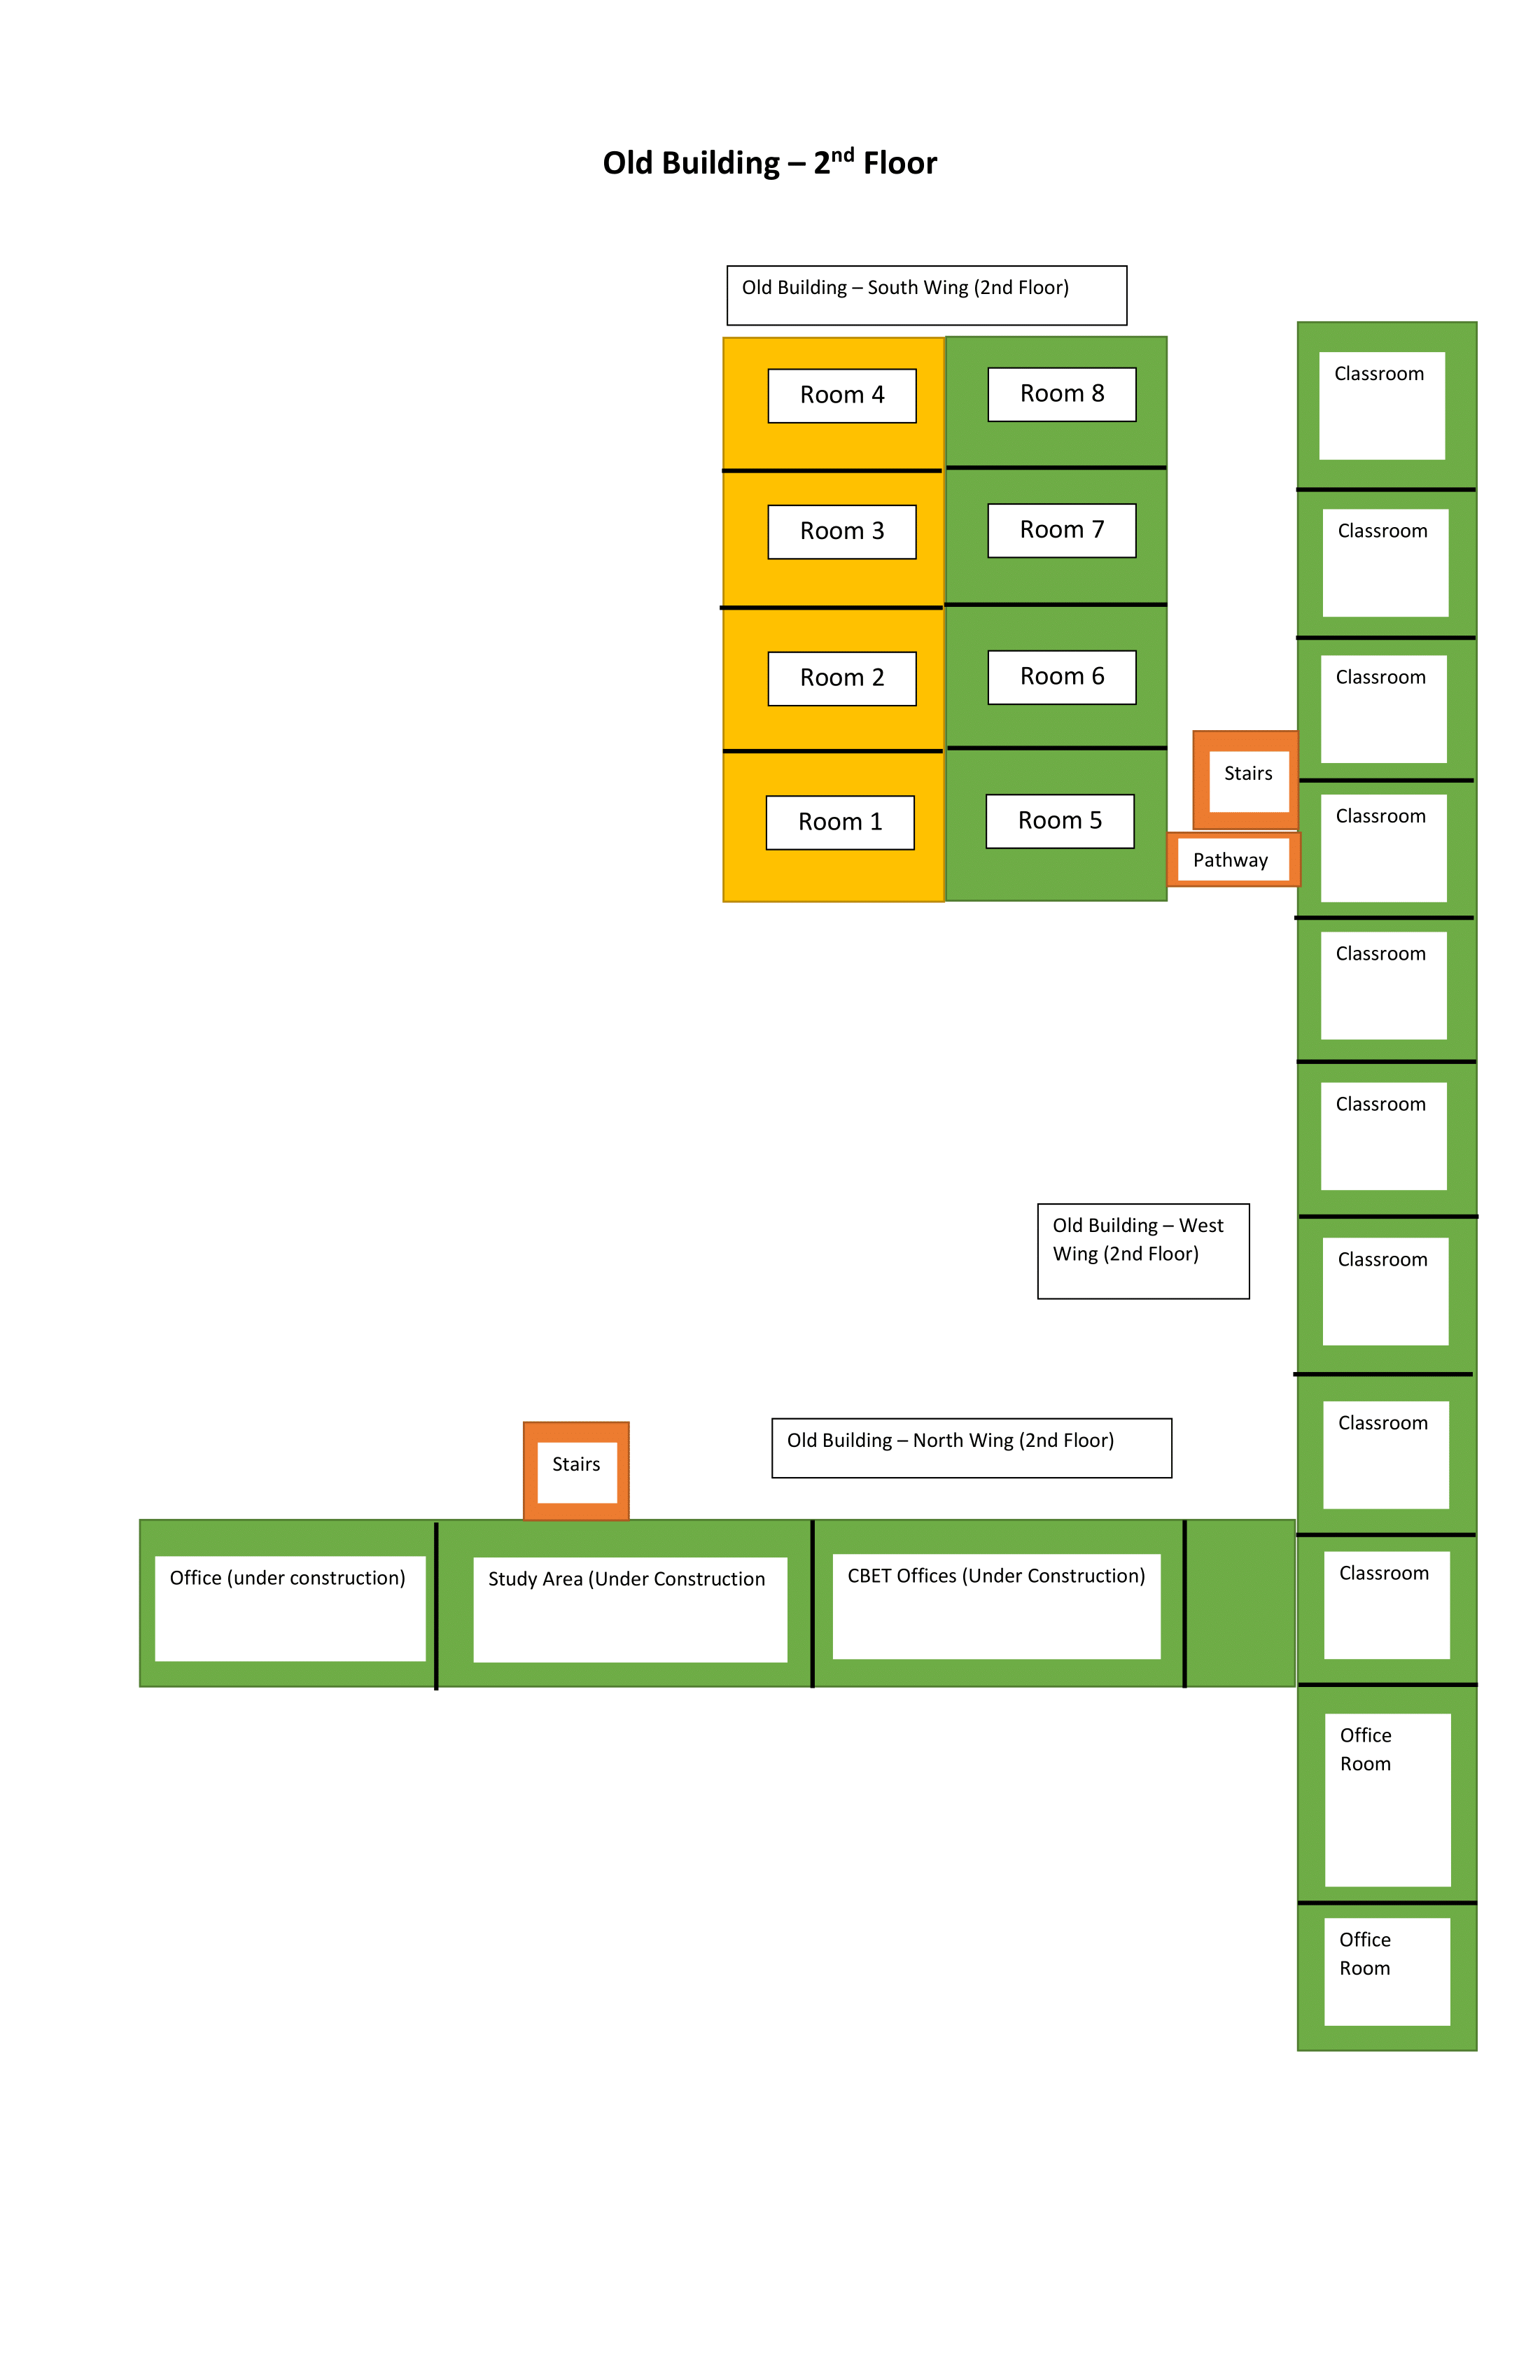 Old Building – 2nd Floor
Old Building – South Wing (2nd Floor)
Room 4
Room 8
Classroom
Room 3
Room 7
Classroom
Room 2
Room 6
Classroom
Stairs
Room 1
Room 5
Classroom
Pathway
Classroom
Classroom
Old Building – West
Wing (2nd Floor)
Classroom
Old Building – North Wing (2nd Floor)
Classroom
Stairs
Office (under construction)
Study Area (Under Construction
CBET Offices (Under Construction)
Classroom
Office
Room
Office
Room